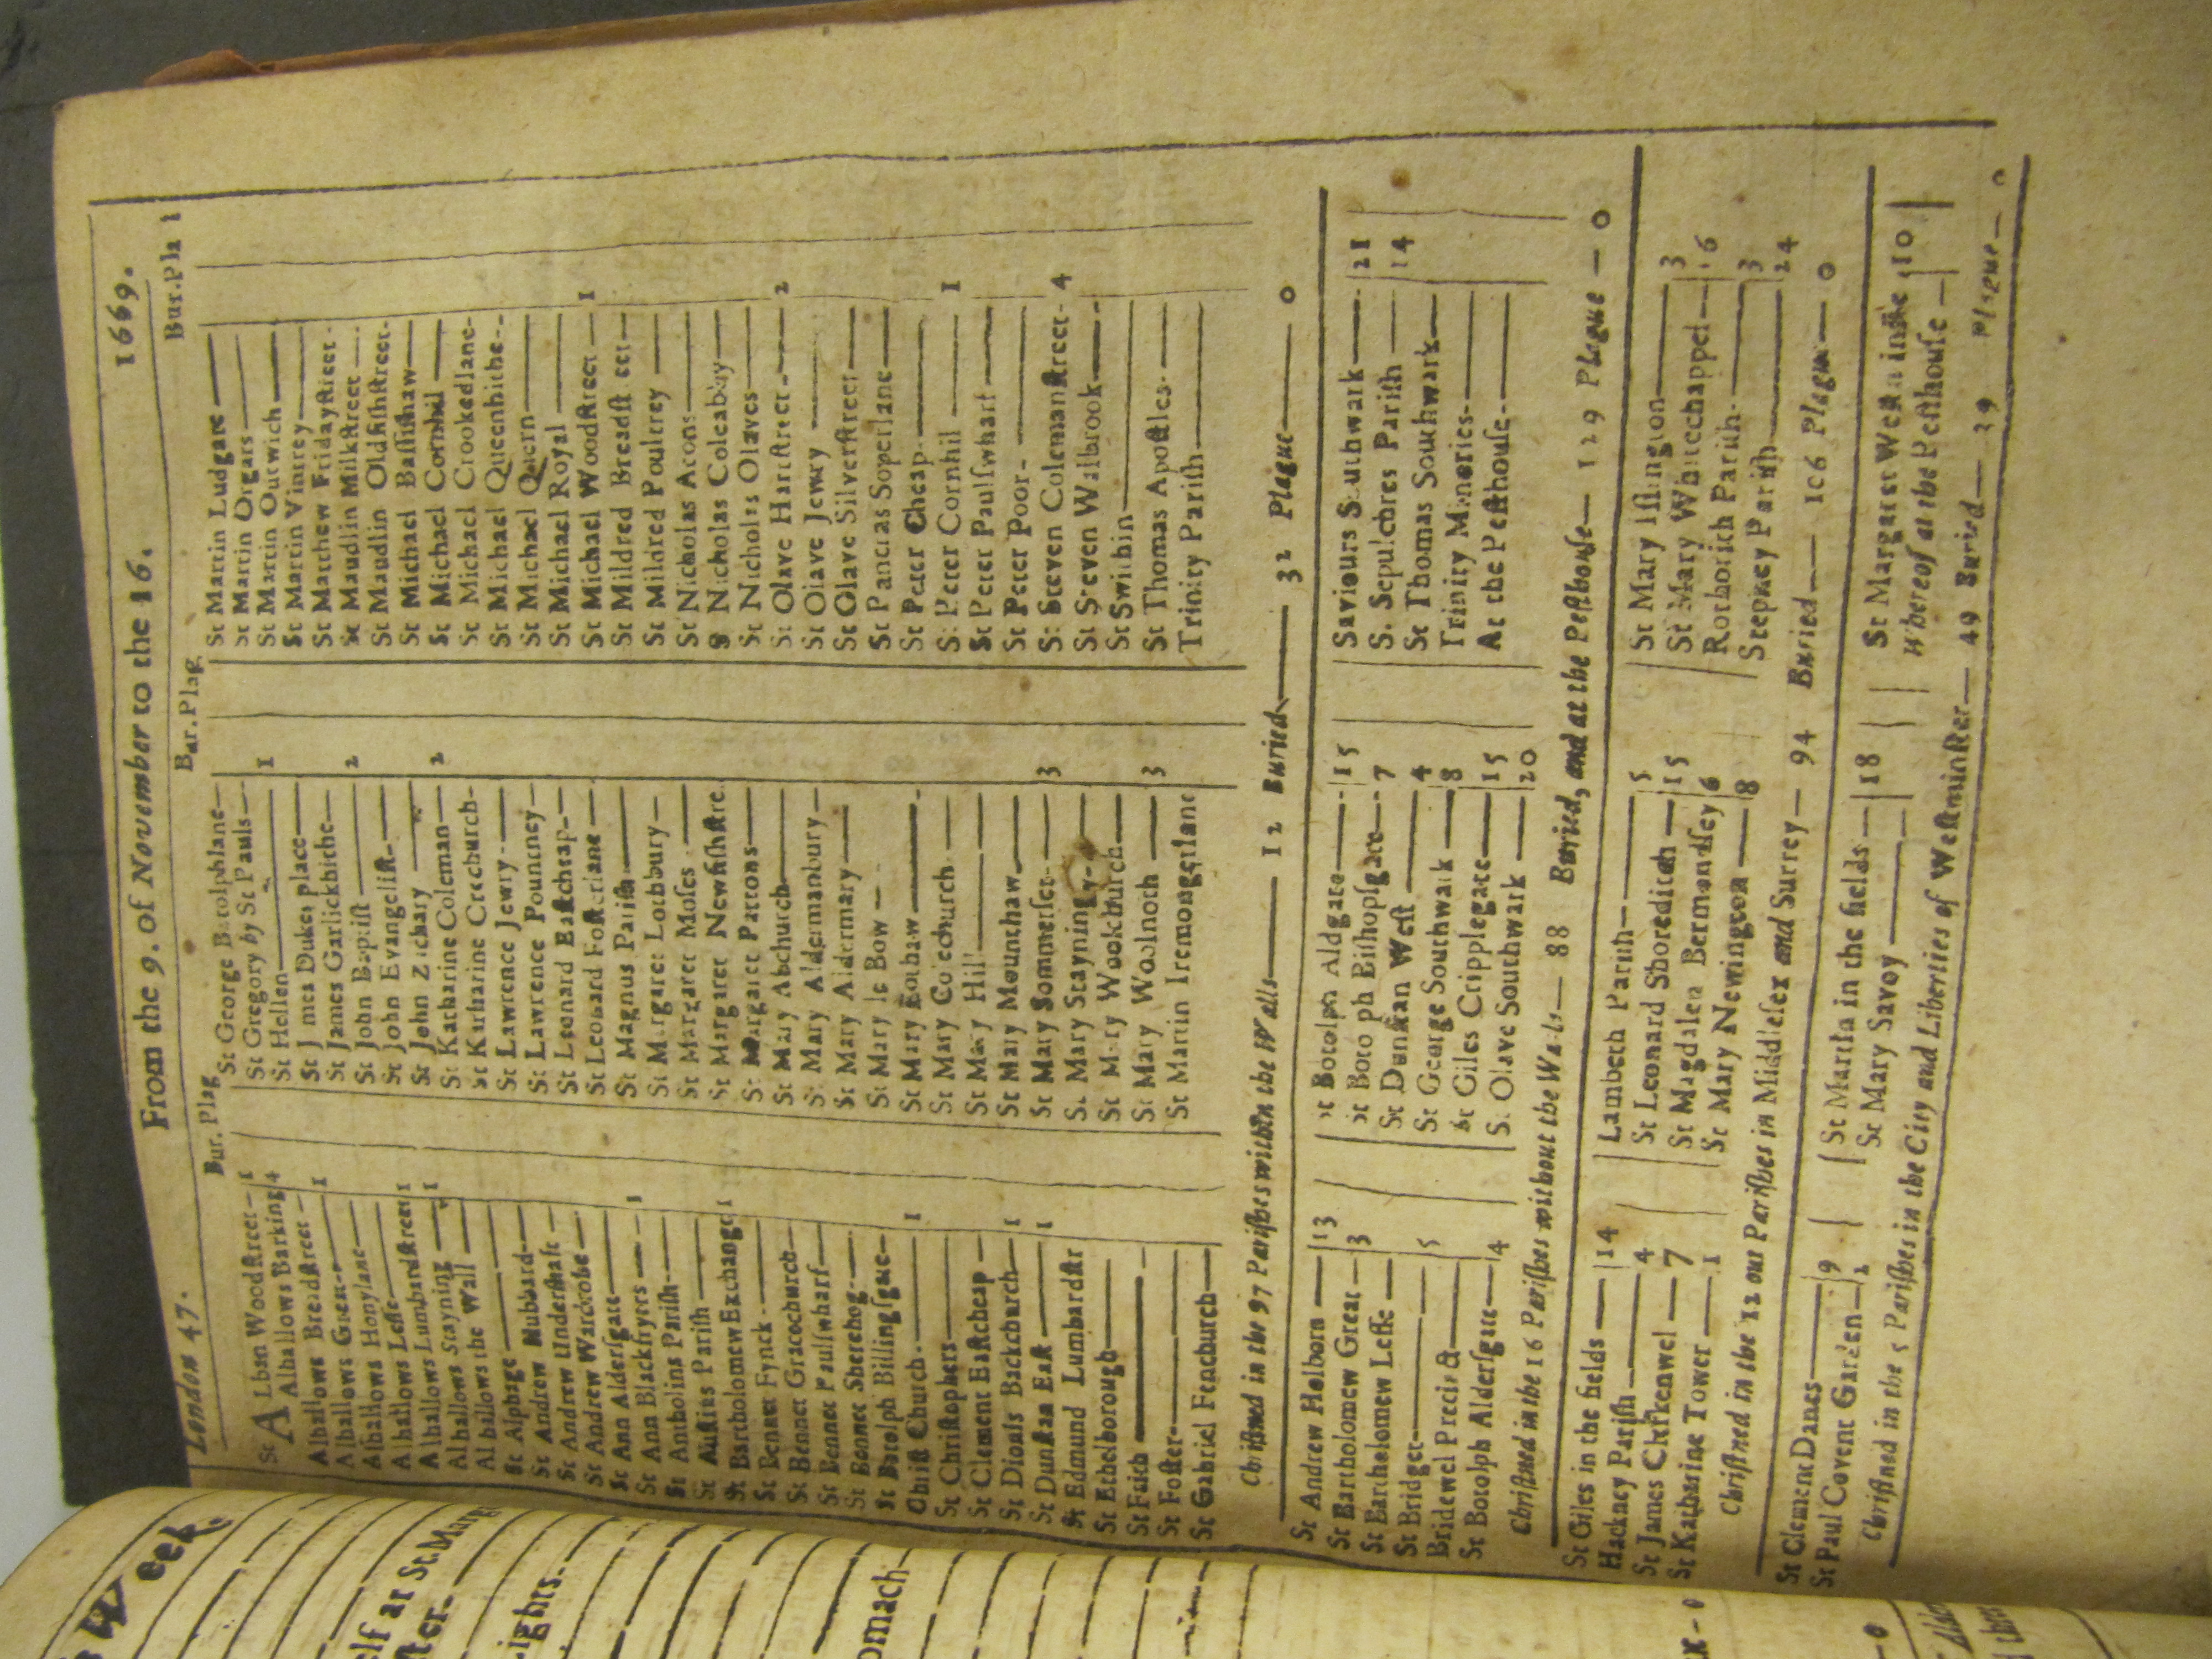 London 47.
From the 9. of November to the 16.
1669.
Bur. Plag
St ALban Woodstreet — 1
Alhallows Barking 4
Alhallows Breadstreet —
Alhallows Great — 1
Alhallows Honylane —
Alhallows Lesse —
Alhallows Lumbardstreet 1
Alhallows Stayning — 1
Alhallows the Wall —
St Alphage —
St Andrew Hubbard —
St Andrew Undershaft —
St Andrew Wardrobe —
St Ann Aldersgate —
St Ann Blackfryers — 1
St Antholins Parish —
St Austins Parish —
St Bartholomew Exchange 1
St Bennet Fynck —
St Bennet Gracechurch —
St Bennet Paulswharf —
St Bennet Sherehog —
St Botolph Billingsgate —
Christ Church — 1
St Christophers —
St Clement Eastcheap —
St Dionis Backchurch — 1
St Dunstan East — 1
St Edmund Lumbardstr
St Ethelborough —
St Faith —
St Foster —
St Gabriel Fenchurch —
Bur. Plag
St George Botolphlane —
St Gregory by St Pauls —
St Hellen — 1
St James Dukes place —
St James Garlickhithe —
St John Baptist — 2
St John Evangelist —
St John Zachary —
St Katharine Coleman — 2
St Katharine Creechurch —
St Lawrence Jewry —
St Lawrence Pountney —
St Leonard Eastcheap —
St Leonard Fosterlane —
St Magnus Parish —
St Margaret Lothbury —
St Margaret Moses —
St Margaret Newfishstre.
St Margaret Pattons —
St Mary Abchurch —
St Mary Aldermanbury —
St Mary Aldermary —
St Mary le Bow —
St Mary Bothaw —
St Mary Colechurch —
St Mary Hill —
St Mary Mounthaw —
St Mary Sommerset — 3
St Mary Stayning —
St Mary Woolchurch —
St Mary Woolnoth — 3
St Martin Iremongerlane
Bur. Pla 1
St Martin Ludgate —
St Martin Orgars —
St Martin Outwich —
St Martin Vintrey —
St Matthew Fridaystreet —
St Maudlin Milkstreet —
St Maudlin Oldfishstreet —
St Michael Bassishaw —
St Michael Cornhil —
St Michael Crookedlane —
St Michael Queenhithe —
St Michael Quern —
St Michael Royal —
St Michael Woodstreet — 1
St Mildred Breadstreet —
St Mildred Poultrey —
St Nicholas Acons —
St Nicholas Coleabby —
St Nicholas Olaves —
St Olave Hartstreet — 2
St Olave Jewry —
St Olave Silverstreet —
St Pancras Soperlane —
St Peter Cheap —
St Peter Cornhil — 1
St Peter Paulswharf —
St Peter Poor —
St Steven Colemanstreet — 4
St Steven Walbrook —
St Swithin —
St Thomas Apostles —
Trinity Parish —
Christned in the 97 Parishes within the Walls — 12 Buried — 32 Plague — 0
St Andrew Holborn — 13
St Bartholomew Great — 3
St Bartholomew Lesse —
St Bridget — 5
Bridewel Precinct —
St Botolph Aldersgate — 4
St Botolph Aldgate — 15
St Botolph Bishopsgate — 7
St Dunstan West — 4
St George Southwark — 8
St Giles Cripplegate — 15
St Olave Southwark — 20
Saviours Southwark — 21
S. Sepulchres Parish — 14
St Thomas Southwark —
Trinity Minories —
At the Pesthouse —
Christned in the 16 Parishes without the Walls — 88 Buried, and at the Pesthouse — 129 Plague — 0
St Giles in the fields — 14
Hackney Parish — 4
St James Clerkenwel — 7
St Katharine Tower — 1
Lambeth Parish — 5
St Leonard Shoreditch — 15
St Magdalen Bermondsey 6
St Mary Newington — 8
St Mary Islington — 3
St Mary Whitechappel — 16
Rothorith Parish — 3
Stepney Parish — 24
Christned in the 12 out Parishes in Middlesex and Surrey — 94 Buried — 106 Plague — 0
St Clement Danes — 9
St Paul Covent Garden — 2
St Martin in the fields — 18
St Mary Savoy —
St Margaret Westminste 10
Whereof at the Pesthouse —
Christned in the 5 Parishes in the City and Liberties of Westminster — 49 Buried — 39 Plague — 0
Week.
St. Marg
ights.
omach